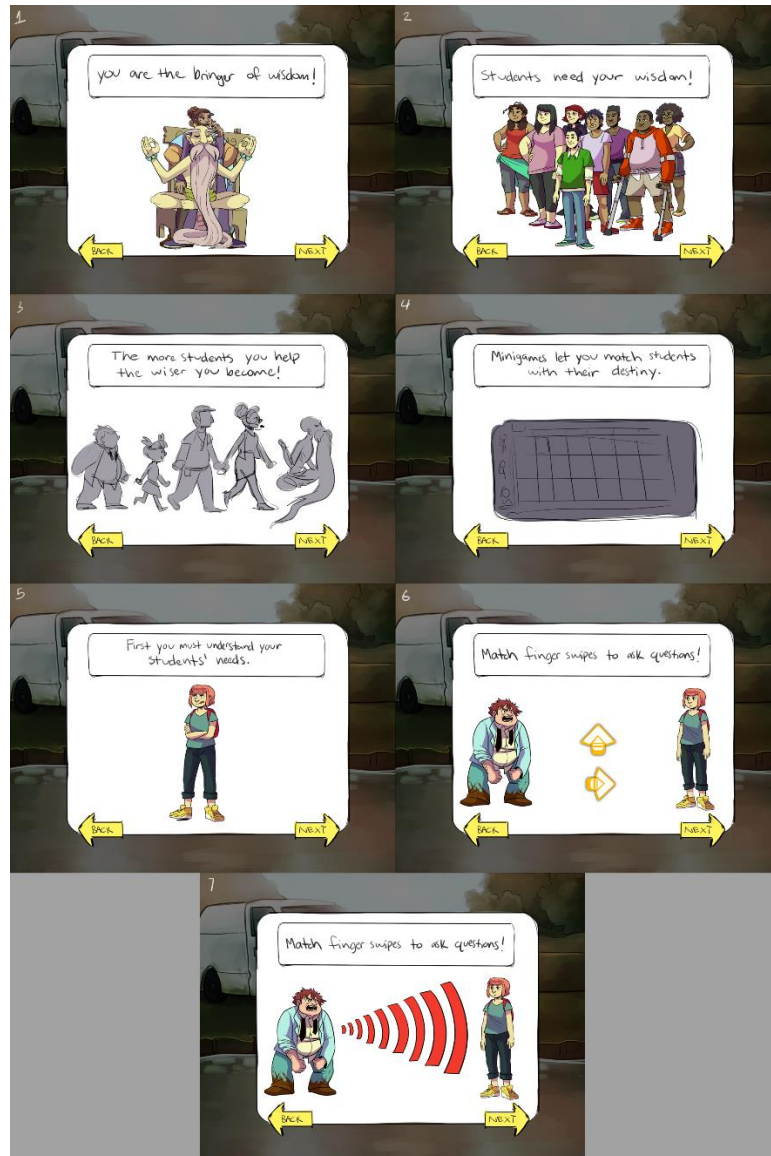 1
you are the bringer of wisdom!
BACK
NEXT
2
Students need your wisdom!
BACK
NEXT
3
The more students you help
the wiser you become!
BACK
NEXT
4
Minigames let you match students
with their destiny.
BACK
NEXT
5
First you must understand your
students' needs.
BACK
NEXT
6
Match finger swipes to ask questions!
BACK
NEXT
7
Match finger swipes to ask questions!
BACK
NEXT